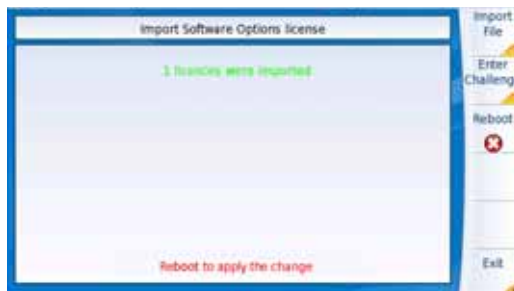 Import Software Options license
1 licencies were imported
Reboot to apply the change
Import
File
Enter
Challeng
Reboot
Exit